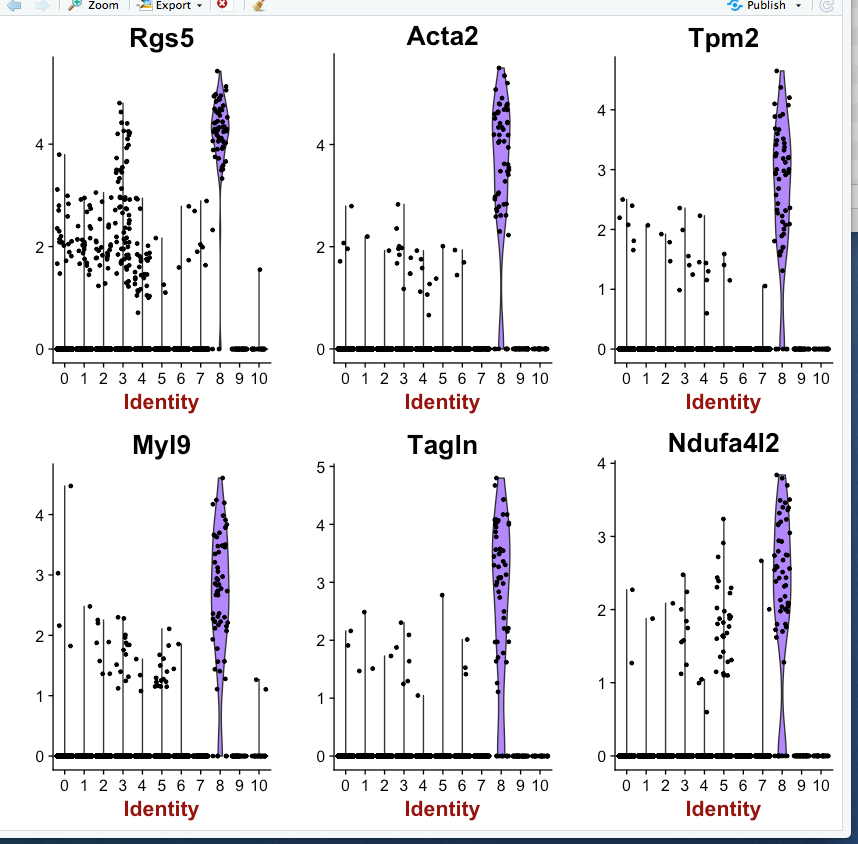 Zoom Export Publish
Rgs5 Acta2 Tpm2
4 4 4
3
2 2 2
1
0 0 0
0 1 2 3 4 5 6 7 8 9 10 0 1 2 3 4 5 6 7 8 9 10 0 1 2 3 4 5 6 7 8 9 10
Identity Identity Identity
Myl9 Tagln Ndufa4l2
5 4
4 4
3 3 3
2 2 2
1 1 1
0 0 0
0 1 2 3 4 5 6 7 8 9 10 0 1 2 3 4 5 6 7 8 9 10 0 1 2 3 4 5 6 7 8 9 10
Identity Identity Identity